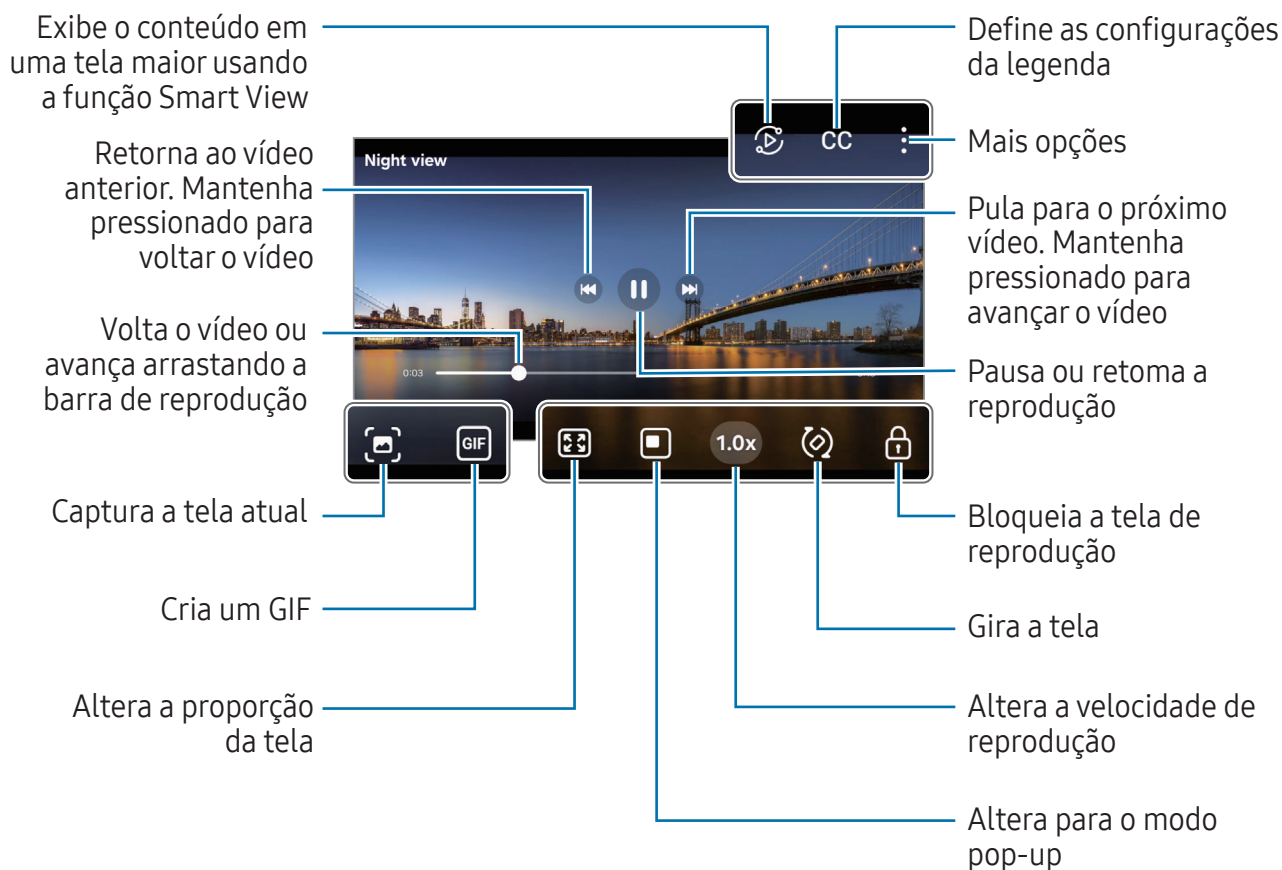 Exibe o conteúdo em
uma tela maior usando
a função Smart View
Define as configurações
da legenda
CC
Mais opções
Retorna ao vídeo
anterior. Mantenha
pressionado para
voltar o vídeo
Night view
Pula para o próximo
vídeo. Mantenha
pressionado para
avançar o vídeo
Volta o vídeo ou
avança arrastando a
barra de reprodução
0:03
Pausa ou retoma a
reprodução
GIF
1.0x
Captura a tela atual
Bloqueia a tela de
reprodução
Cria um GIF
Gira a tela
Altera a proporção
da tela
Altera a velocidade de
reprodução
Altera para o modo
pop-up